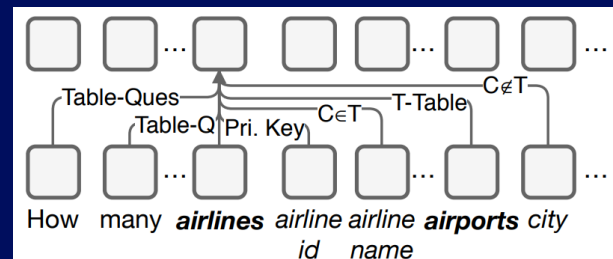 ... ... ...
Table-Ques C∉T
Table-Q Pri. Key C∈T T-Table
... ... ...
How many airlines airline airline airports city
id name